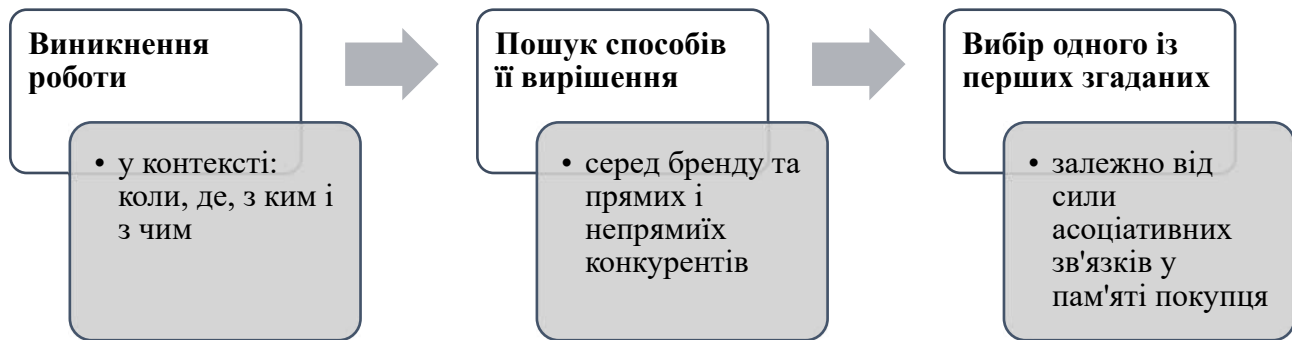 Виникнення
роботи
• у контексті:
коли, де, з ким і
з чим
Пошук способів
її вирішення
• серед бренду та
прямих і
непрямиїх
конкурентів
Вибір одного із
перших згаданих
• залежно від
сили
асоціативних
зв'язків у
пам'яті покупця